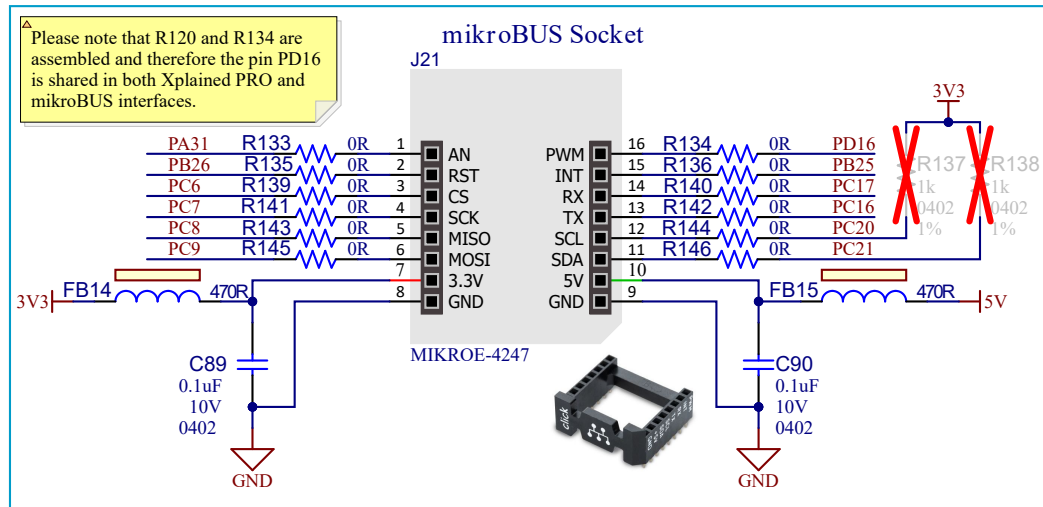 Please note that R120 and R134 are
assembled and therefore the pin PD16
is shared in both Xplained PRO and
mikroBUS interfaces.
mikroBUS Socket
J21
3V3
PA31 R133 0R 1 AN PWM 16 R134 0R PD16
PB26 R135 0R 2 RST INT 15 R136 0R PB25
PC6 R139 0R 3 CS RX 14 R140 0R PC17
PC7 R141 0R 4 SCK TX 13 R142 0R PC16
PC8 R143 0R 5 MISO SCL 12 R144 0R PC20
PC9 R145 0R 6 MOSI SDA 11 R146 0R PC21
7 3.3V 5V 10
8 GND GND 9
R137 R138
1k 1k
0402 0402
1% 1%
3V3 FB14 470R
FB15 470R 5V
MIKROE-4247
C89
0.1uF
10V
0402
GND
click
C90
0.1uF
10V
0402
GND